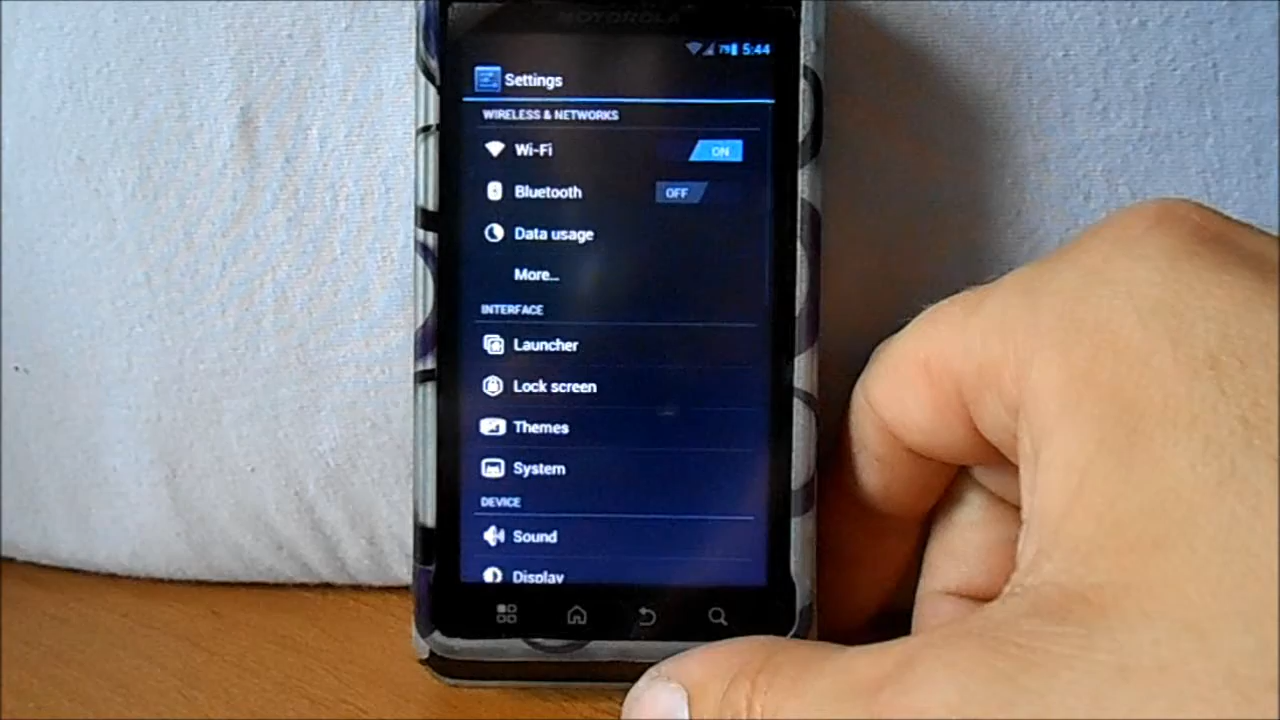 MOTOROLA
79 5:44
Settings
WIRELESS & NETWORKS
Wi-Fi ON
Bluetooth OFF
Data usage
More...
INTERFACE
Launcher
Lock screen
Themes
System
DEVICE
Sound
Display